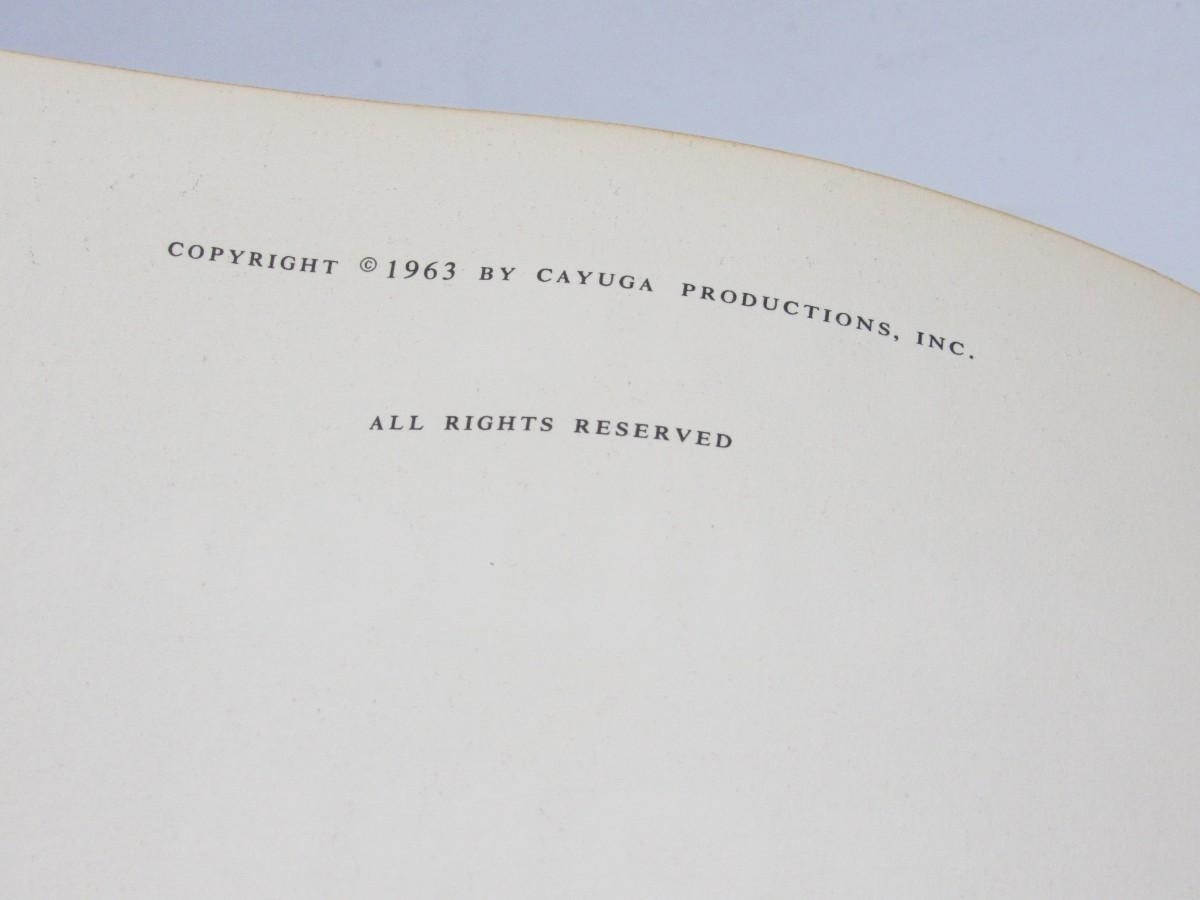 COPYRIGHT ©1963 BY CAYUGA PRODUCTIONS, INC.
ALL RIGHTS RESERVED